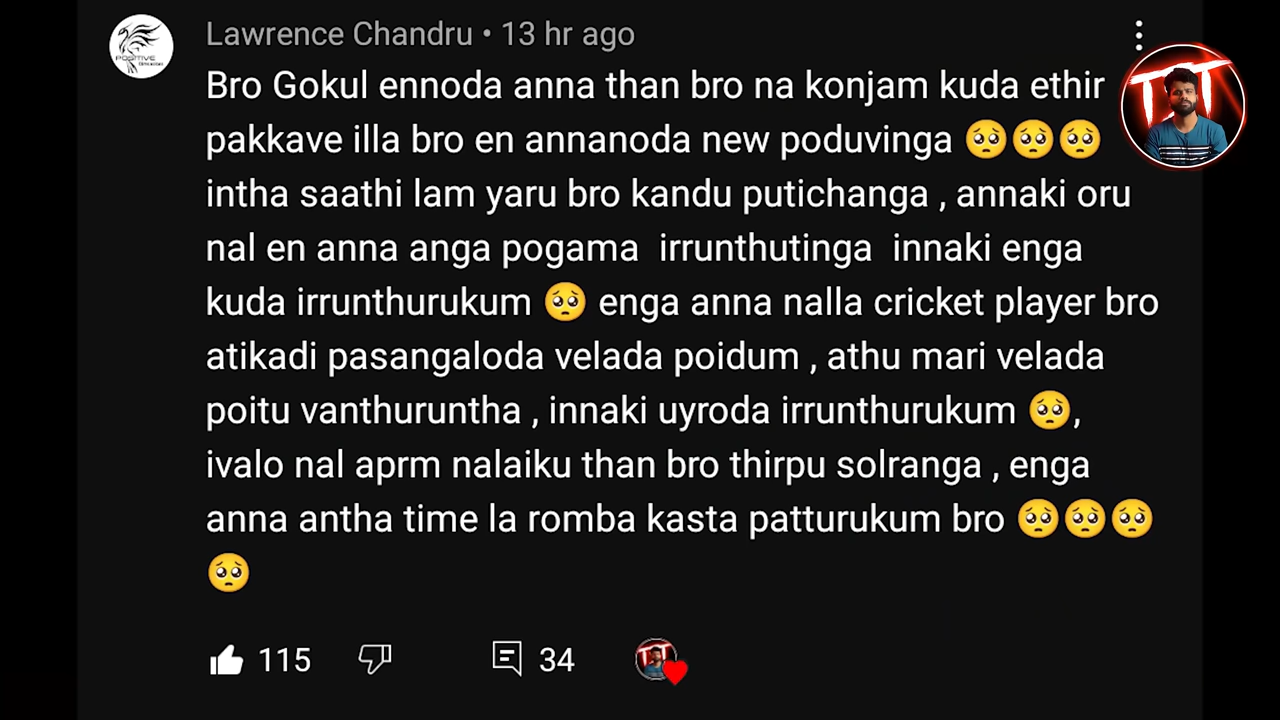 Lawrence Chandru • 13 hr ago
Bro Gokul ennoda anna than bro na konjam kuda ethir
pakkave illa bro en annanoda new poduvinga 🥺🥺🥺
intha saathi lam yaru bro kandu putichanga , annaki oru
nal en anna anga pogama irrunthutinga innaki enga
kuda irrunthurukum 🥺 enga anna nalla cricket player bro
atikadi pasangaloda velada poidum , athu mari velada
poitu vanthuruntha , innaki uyroda irrunthurukum 🥺,
ivalo nal aprm nalaiku than bro thirpu solranga , enga
anna antha time la romba kasta patturukum bro 🥺🥺🥺
🥺
115 34
POSITIVE
TT